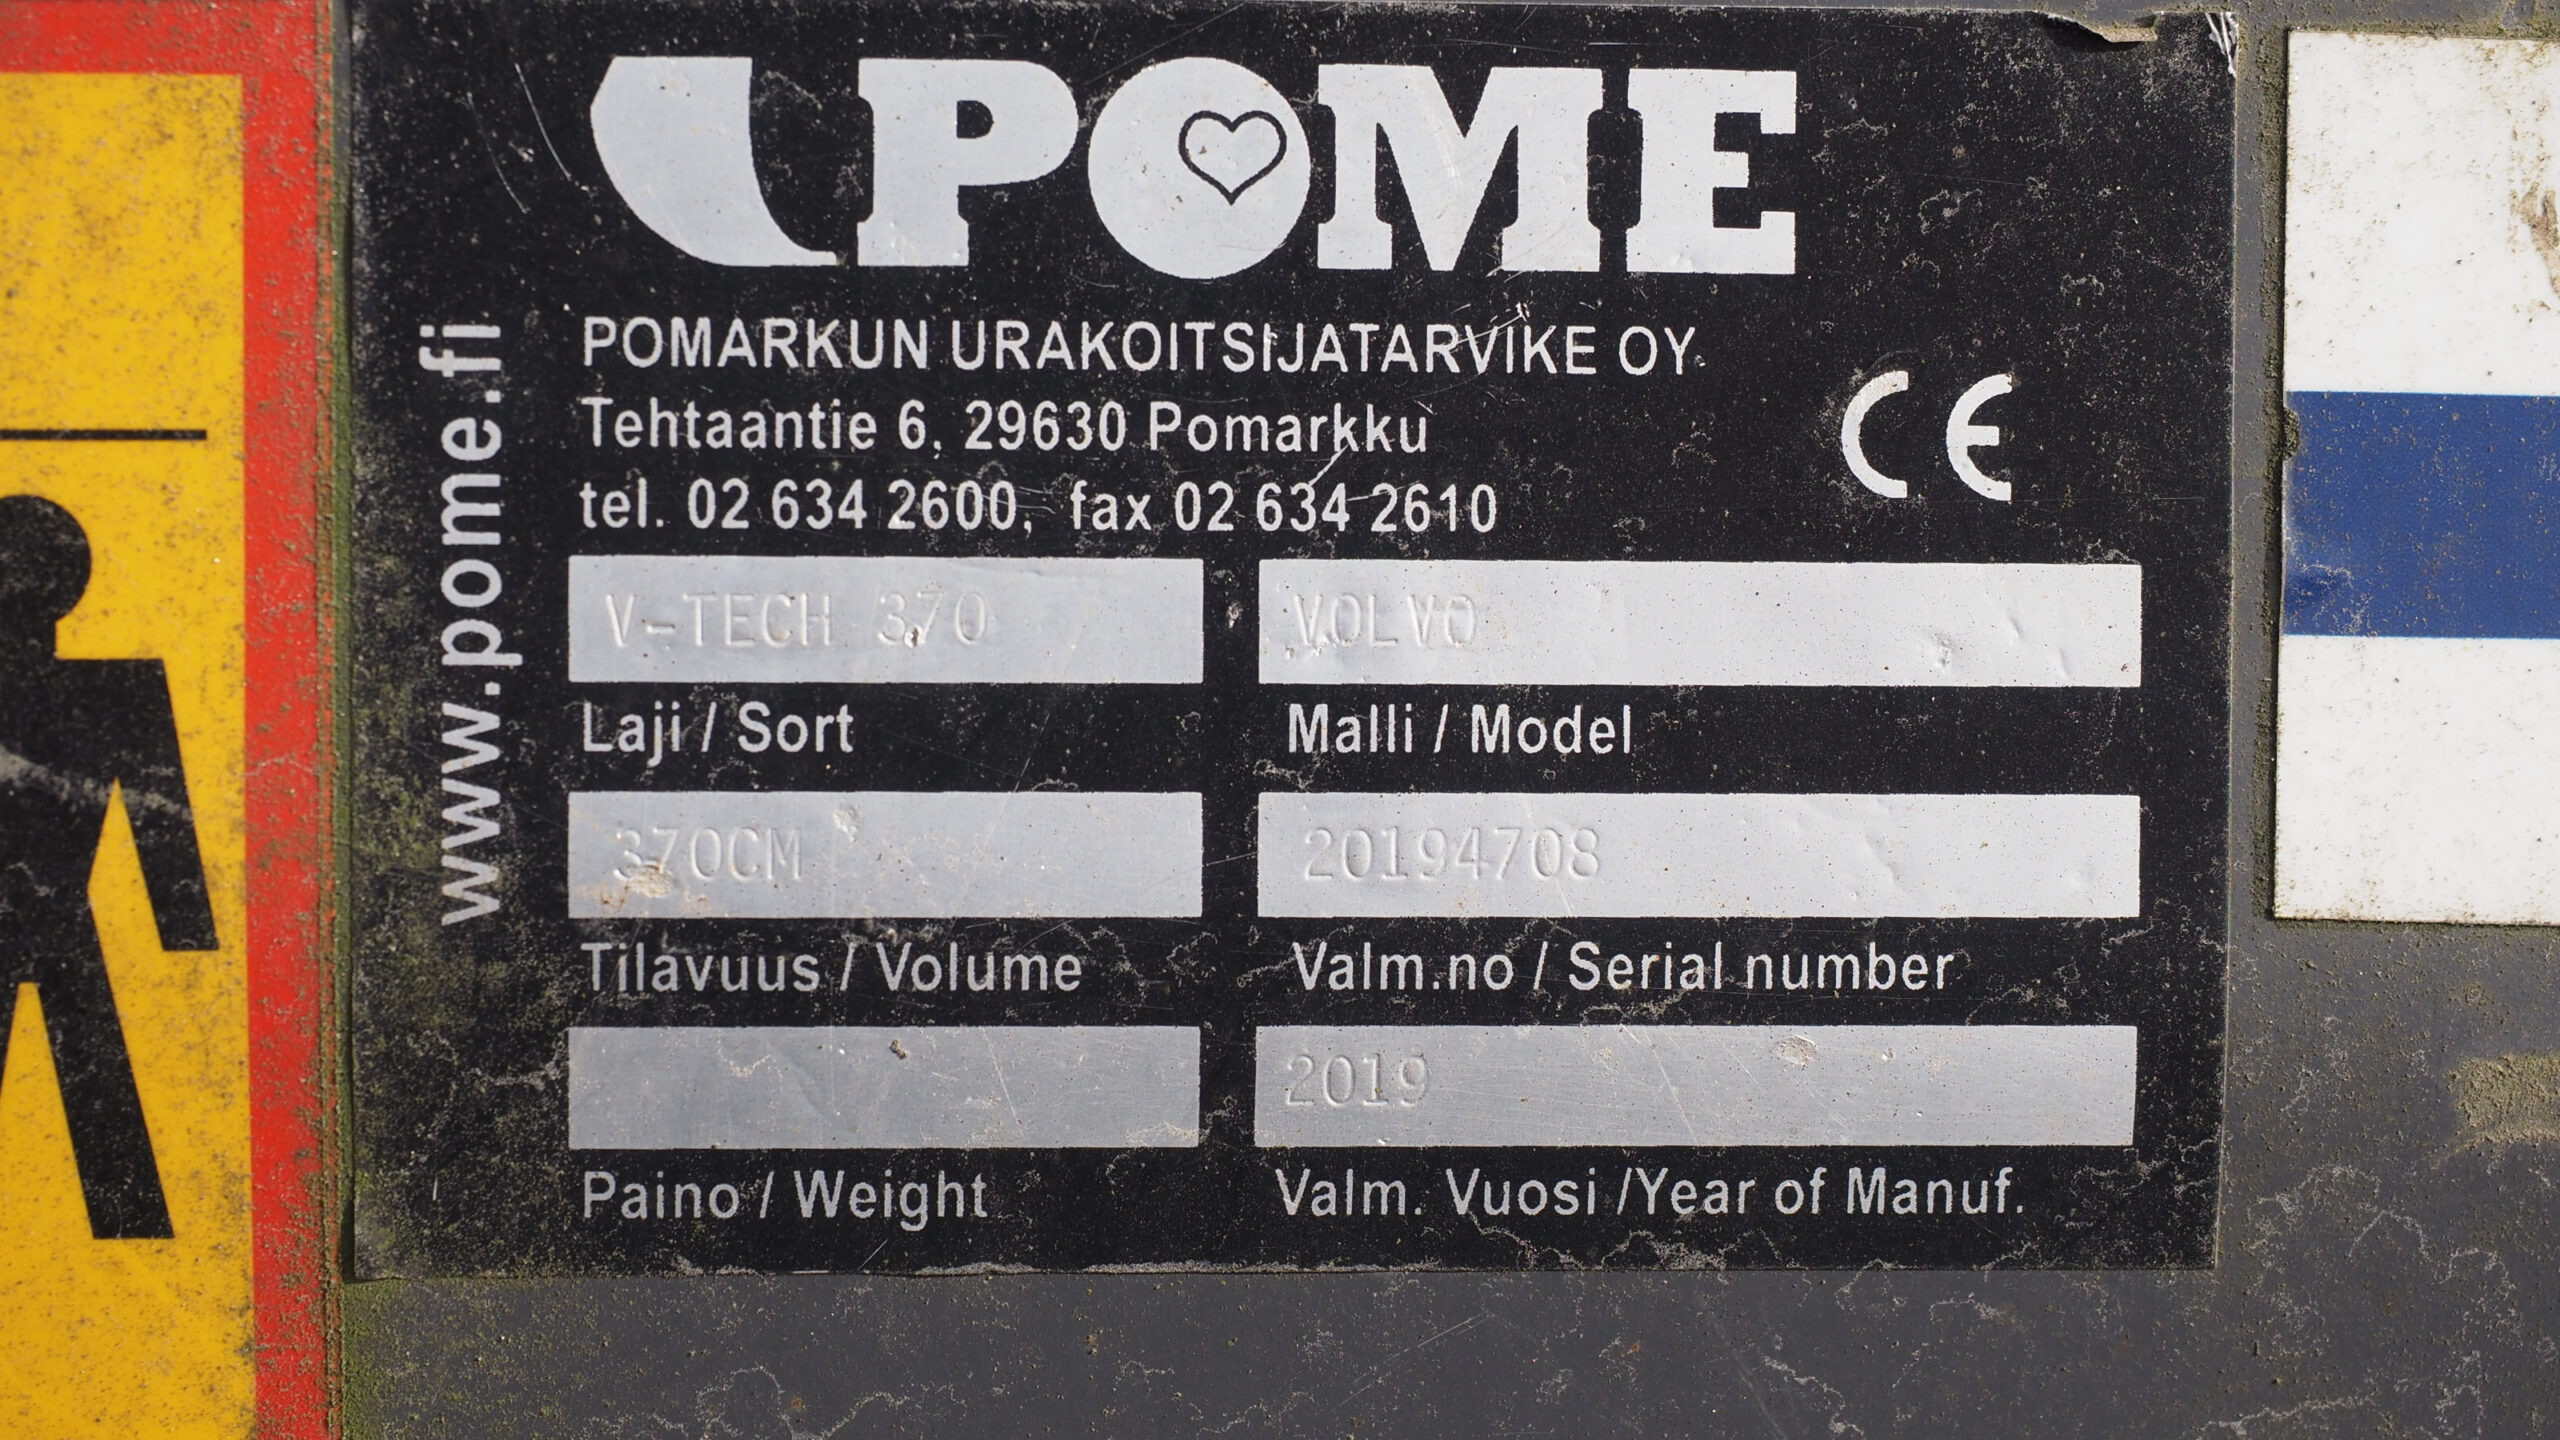 POME
POMARKUN URAKOITSIJATARVIKE OY
Tehtaantie 6, 29630 Pomarkku
tel. 02 634 2600, fax 02 634 2610
CE
www.pome.fi
V-TECH 370
VOLVO
Laji / Sort
Malli / Model
370CM
20194708
Tilavuus / Volume
Valm.no / Serial number
2019
Paino / Weight
Valm. Vuosi /Year of Manuf.